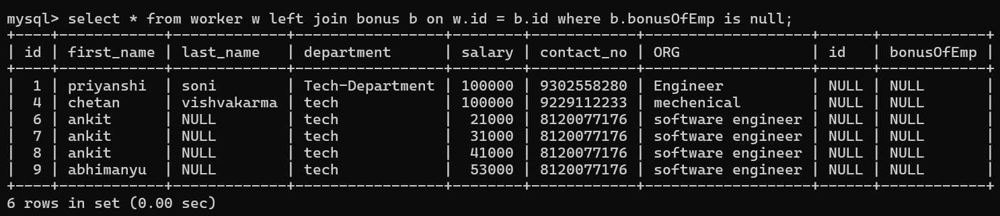 mysql> select * from worker w left join bonus b on w.id = b.id where b.bonusOfEmp is null;
+----+------------+-------------+-----------------+--------+------------+-------------------+------+------------+
| id | first_name | last_name   | department      | salary | contact_no | ORG               | id   | bonusOfEmp |
+----+------------+-------------+-----------------+--------+------------+-------------------+------+------------+
|  1 | priyanshi  | soni        | Tech-Department | 100000 | 9302558280 | Engineer          | NULL | NULL       |
|  4 | chetan     | vishvakarma | tech            | 100000 | 9229112233 | mechenical        | NULL | NULL       |
|  6 | ankit      | NULL        | tech            |  21000 | 8120077176 | software engineer | NULL | NULL       |
|  7 | ankit      | NULL        | tech            |  31000 | 8120077176 | software engineer | NULL | NULL       |
|  8 | ankit      | NULL        | tech            |  41000 | 8120077176 | software engineer | NULL | NULL       |
|  9 | abhimanyu  | NULL        | tech            |  53000 | 8120077176 | software engineer | NULL | NULL       |
+----+------------+-------------+-----------------+--------+------------+-------------------+------+------------+
6 rows in set (0.00 sec)